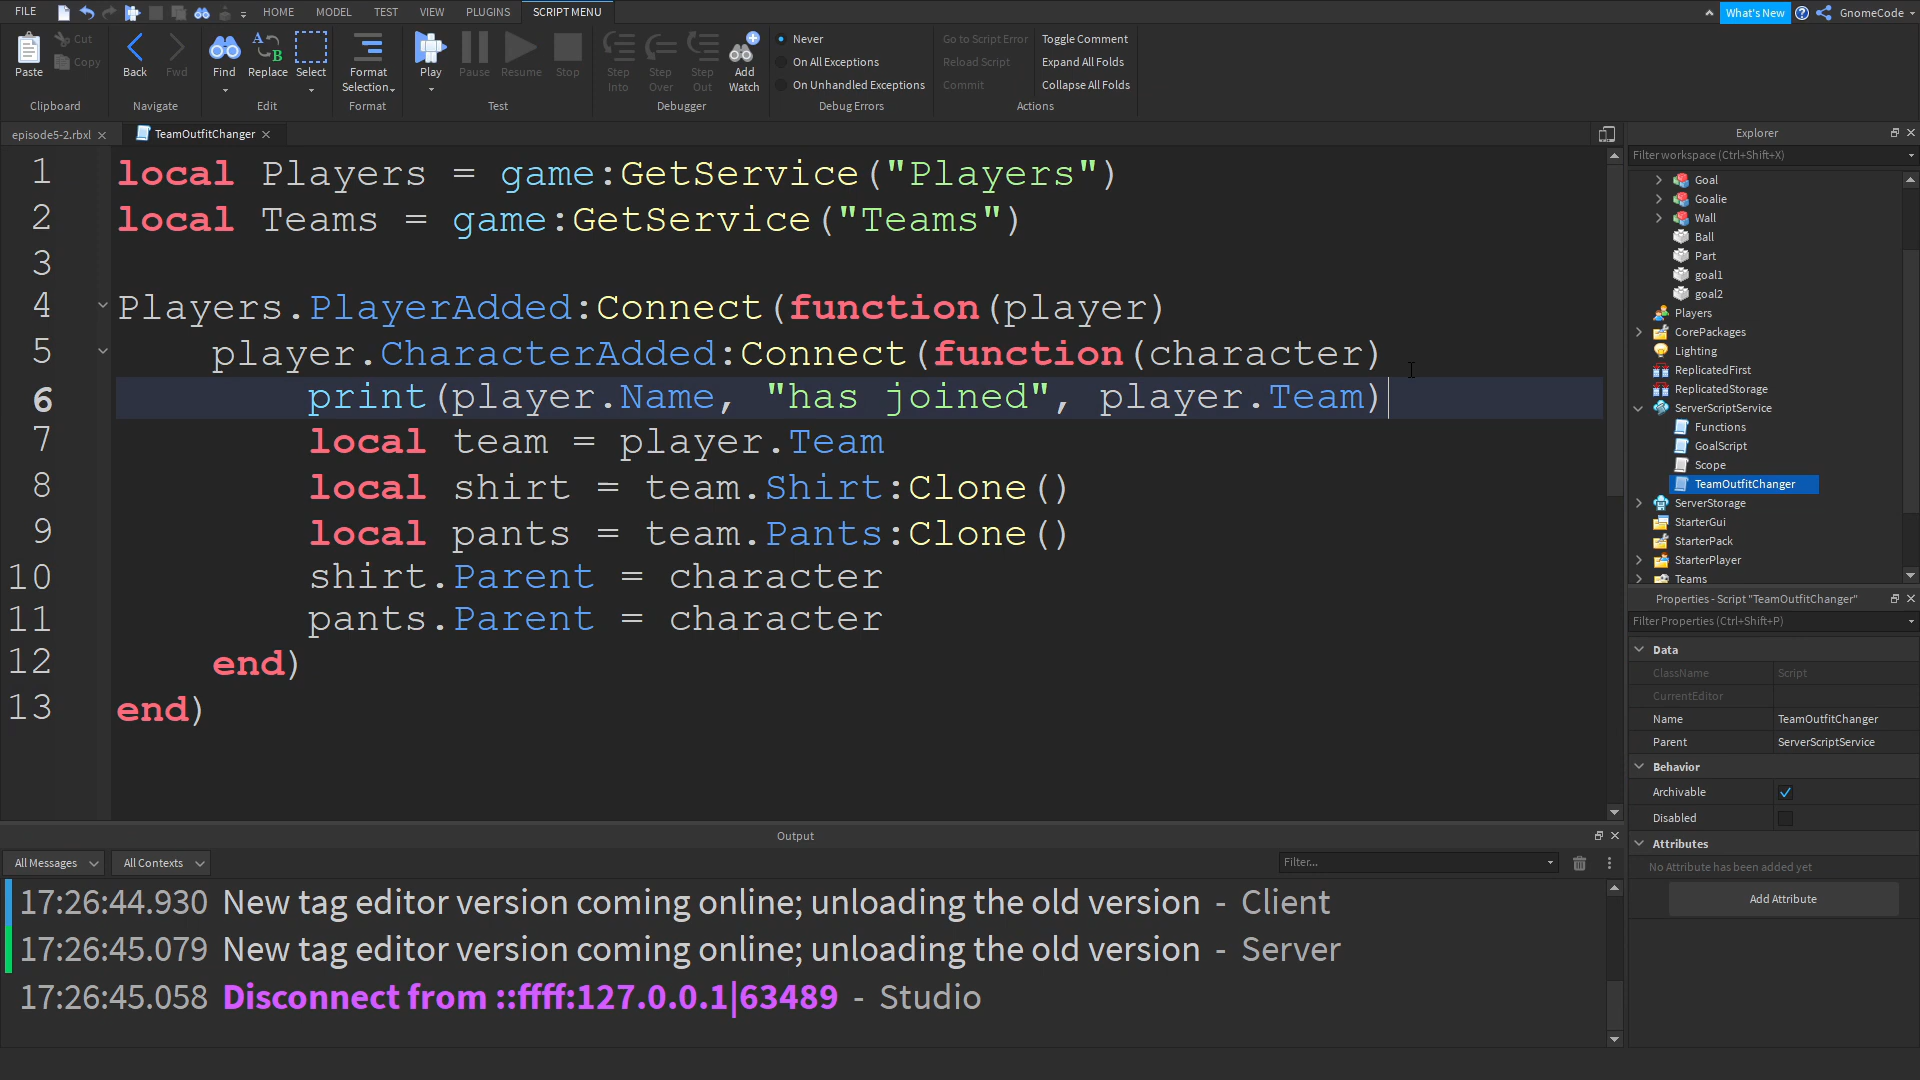 FILE HOME MODEL TEST VIEW PLUGINS SCRIPT MENU What's New GnomeCode
Paste Cut Copy Back Fwd Find Replace Select Format Selection Play Pause Resume Stop Step Into Step Over Step Out Add Watch
Never
On All Exceptions
On Unhandled Exceptions
Go to Script Error
Reload Script
Commit
Toggle Comment
Expand All Folds
Collapse All Folds
Clipboard Navigate Edit Format Test Debugger Debug Errors Actions
episode5-2.rbxl TeamOutfitChanger
1 local Players = game:GetService("Players")
2 local Teams = game:GetService("Teams")
3
4 Players.PlayerAdded:Connect(function(player)
5 player.CharacterAdded:Connect(function(character)
6 print(player.Name, "has joined", player.Team)
7 local team = player.Team
8 local shirt = team.Shirt:Clone()
9 local pants = team.Pants:Clone()
10 shirt.Parent = character
11 pants.Parent = character
12 end)
13 end)
Output
All Messages All Contexts Filter...
17:26:44.930 New tag editor version coming online; unloading the old version - Client
17:26:45.079 New tag editor version coming online; unloading the old version - Server
17:26:45.058 Disconnect from ::ffff:127.0.0.1|63489 - Studio
Explorer
Filter workspace (Ctrl+Shift+X)
Goal
Goalie
Wall
Ball
Part
goal1
goal2
Players
CorePackages
Lighting
ReplicatedFirst
ReplicatedStorage
ServerScriptService
Functions
GoalScript
Scope
TeamOutfitChanger
ServerStorage
StarterGui
StarterPack
StarterPlayer
Teams
Properties - Script "TeamOutfitChanger"
Filter Properties (Ctrl+Shift+P)
Data
ClassName Script
CurrentEditor
Name TeamOutfitChanger
Parent ServerScriptService
Behavior
Archivable
Disabled
Attributes
No Attribute has been added yet
Add Attribute